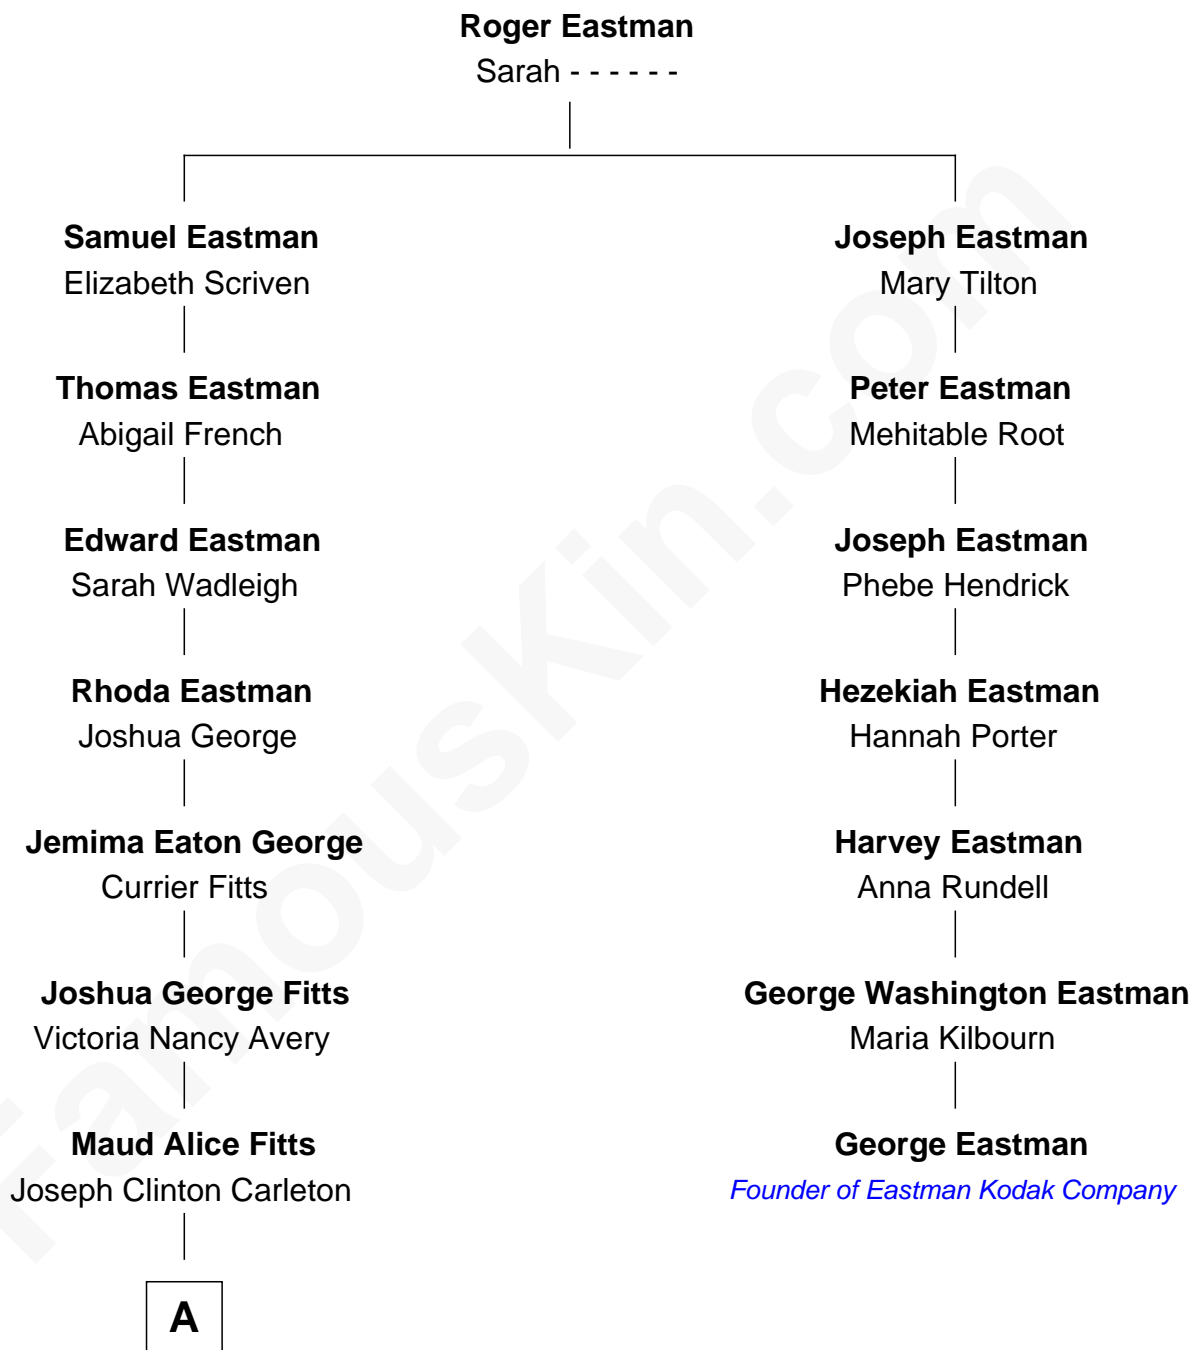 Roger Eastman
Sarah - - - - - -
Samuel Eastman
Elizabeth Scriven
Joseph Eastman
Mary Tilton
Thomas Eastman
Abigail French
Peter Eastman
Mehitable Root
Edward Eastman
Sarah Wadleigh
Joseph Eastman
Phebe Hendrick
Rhoda Eastman
Joshua George
Hezekiah Eastman
Hannah Porter
Jemima Eaton George
Currier Fitts
Harvey Eastman
Anna Rundell
Joshua George Fitts
Victoria Nancy Avery
George Washington Eastman
Maria Kilbourn
Maud Alice Fitts
Joseph Clinton Carleton
George Eastman
Founder of Eastman Kodak Company
A
FamousKin.com